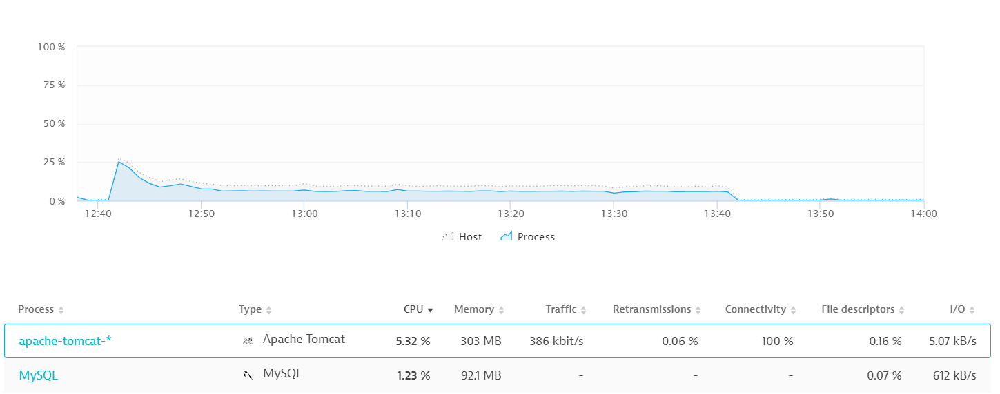 100 %
75 %
50 %
25 %
0 %
12:40 12:50 13:00 13:10 13:20 13:30 13:40 13:50 14:00
Host Process
Process Type CPU Memory Traffic Retransmissions Connectivity File descriptors I/O
apache-tomcat-* Apache Tomcat 5.32 % 303 MB 386 kbit/s 0.06 % 100 % 0.16 % 5.07 kB/s
MySQL MySQL 1.23 % 92.1 MB - - - 0.07 % 612 kB/s